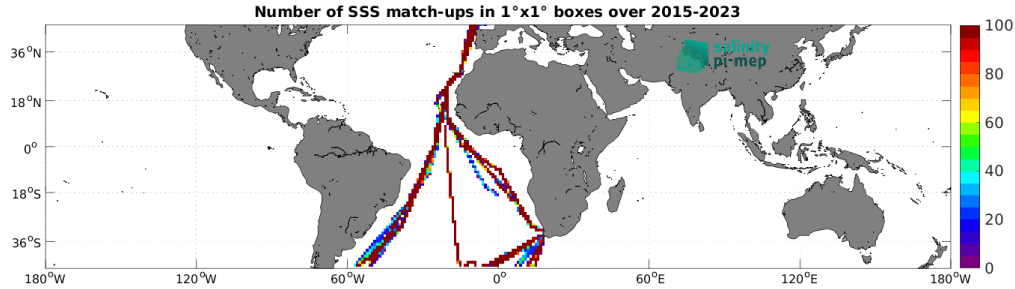 Number of SSS match-ups in 1°x1° boxes over 2015-2023
salinity
pi-mep
36°N
18°N
0°
18°S
36°S
180°W 120°W 60°W 0° 60°E 120°E 180°W
100
80
60
40
20
0